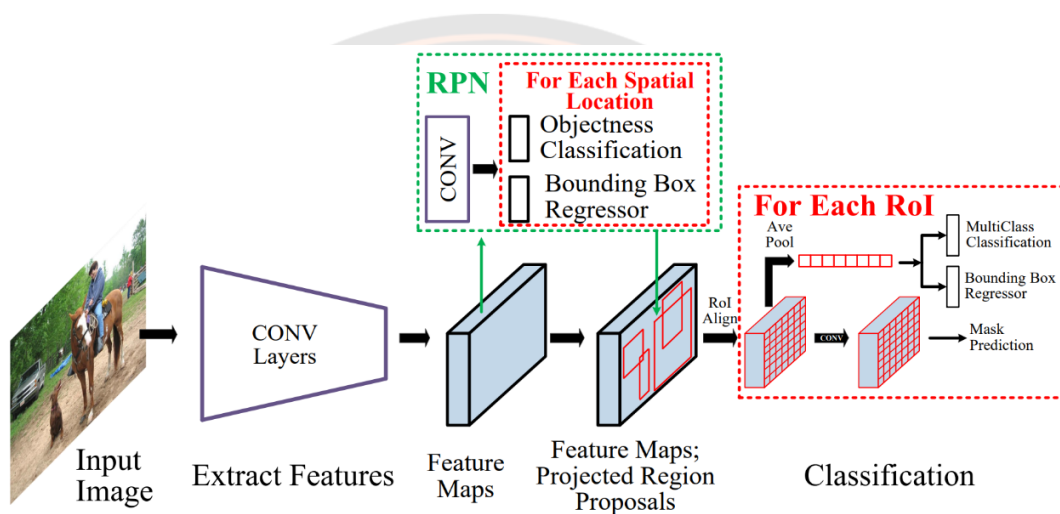 RPN
For Each Spatial
Location
CONV
Objectness
Classification
Bounding Box
Regressor
For Each RoI
Ave
Pool
MultiClass
Classification
Bounding Box
Regressor
RoI
Align
CONV
Mask
Prediction
CONV
Layers
Input
Image
Extract Features
Feature
Maps
Feature Maps;
Projected Region
Proposals
Classification